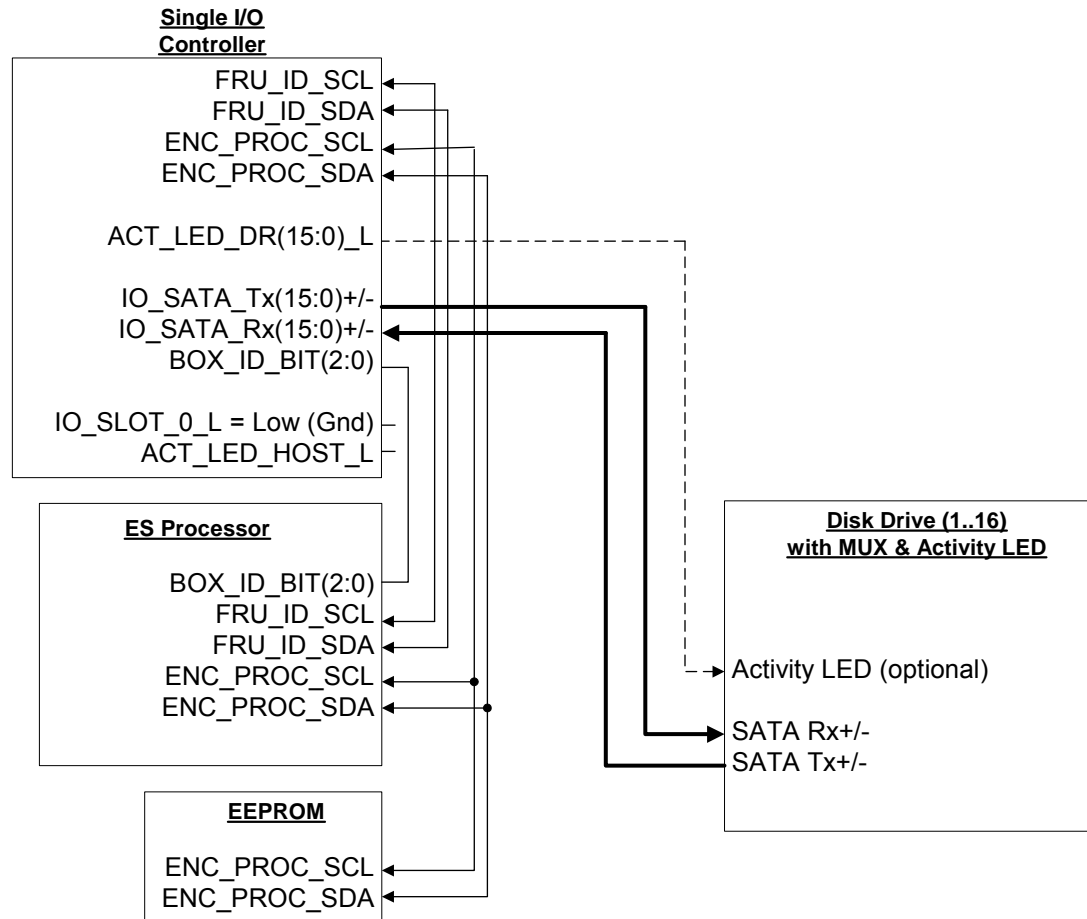 Single I/O
Controller
FRU_ID_SCL
FRU_ID_SDA
ENC_PROC_SCL
ENC_PROC_SDA
ACT_LED_DR(15:0)_L
IO_SATA_Tx(15:0)+/-
IO_SATA_Rx(15:0)+/-
BOX_ID_BIT(2:0)
IO_SLOT_0_L = Low (Gnd)
ACT_LED_HOST_L
ES Processor
BOX_ID_BIT(2:0)
FRU_ID_SCL
FRU_ID_SDA
ENC_PROC_SCL
ENC_PROC_SDA
EEPROM
ENC_PROC_SCL
ENC_PROC_SDA
Disk Drive (1..16)
with MUX & Activity LED
Activity LED (optional)
SATA Rx+/-
SATA Tx+/-